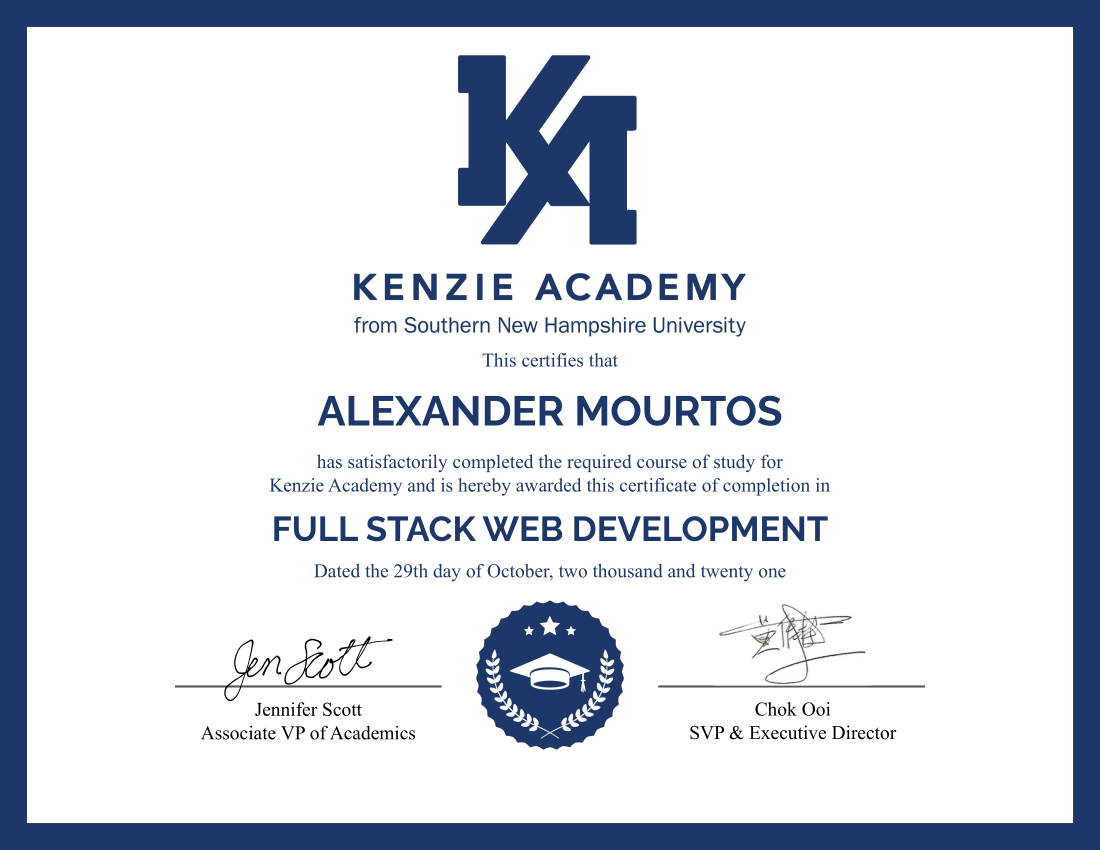 KA
KENZIE ACADEMY
from Southern New Hampshire University
This certifies that
ALEXANDER MOURTOS
has satisfactorily completed the required course of study for
Kenzie Academy and is hereby awarded this certificate of completion in
FULL STACK WEB DEVELOPMENT
Dated the 29th day of October, two thousand and twenty one
Jen Scott
Jennifer Scott
Associate VP of Academics
Chok Ooi
SVP & Executive Director